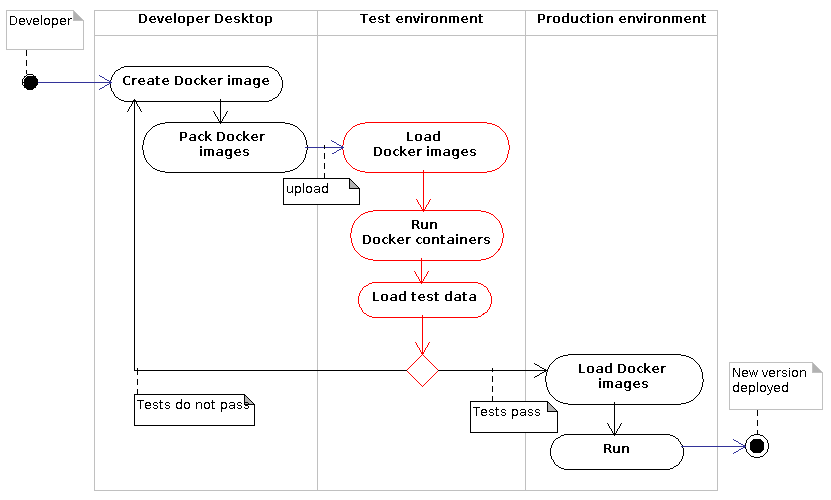 Developer
Developer Desktop
Test environment
Production environment
Create Docker image
Pack Docker
images
upload
Load
Docker images
Run
Docker containers
Load test data
Tests do not pass
Tests pass
Load Docker
images
Run
New version
deployed